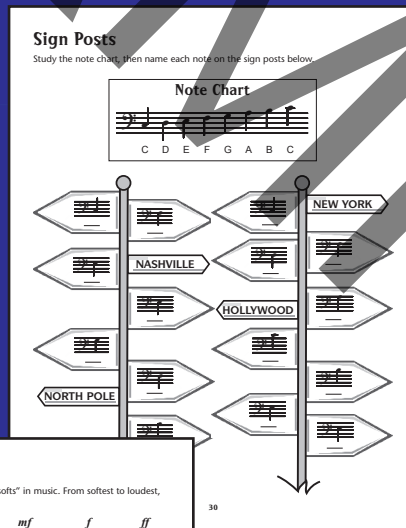 Sign Posts
Study the note chart, then name each note on the sign posts below.
Note Chart
C D E F G A B C
NEW YORK
NASHVILLE
HOLLYWOOD
NORTH POLE
softs” in music. From softest to loudest,
mf f ff
30